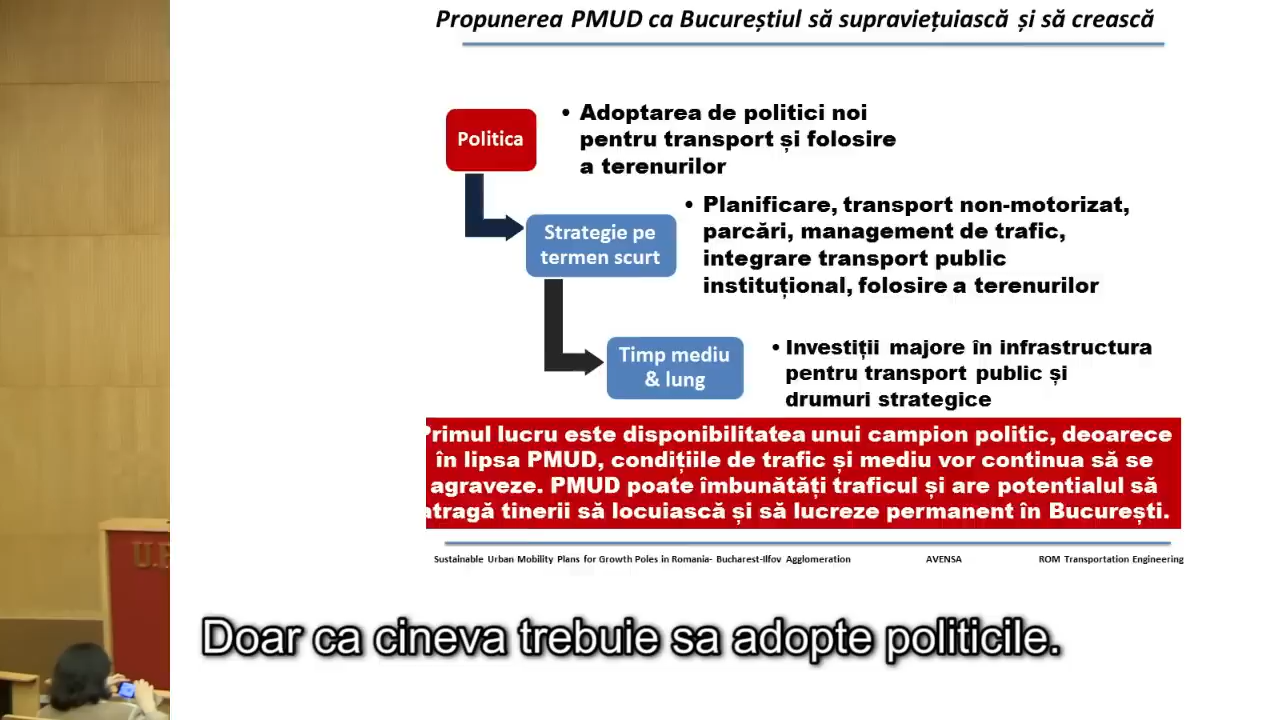 Propunerea PMUD ca Bucureștiul să supraviețuiască și să crească
Politica
• Adoptarea de politici noi
pentru transport și folosire
a terenurilor
Strategie pe
termen scurt
• Planificare, transport non-motorizat,
parcări, management de trafic,
integrare transport public
instituțional, folosire a terenurilor
Timp mediu
& lung
• Investiții majore în infrastructura
pentru transport public și
drumuri strategice
Primul lucru este disponibilitatea unui campion politic, deoarece
în lipsa PMUD, condițiile de trafic și mediu vor continua să se
agraveze. PMUD poate îmbunătăți traficul și are potentialul să
atragă tinerii să locuiască și să lucreze permanent în București.
Sustainable Urban Mobility Plans for Growth Poles in Romania- Bucharest-Ilfov Agglomeration
AVENSA
ROM Transportation Engineering
U.
Doar ca cineva trebuie sa adopte politicile.